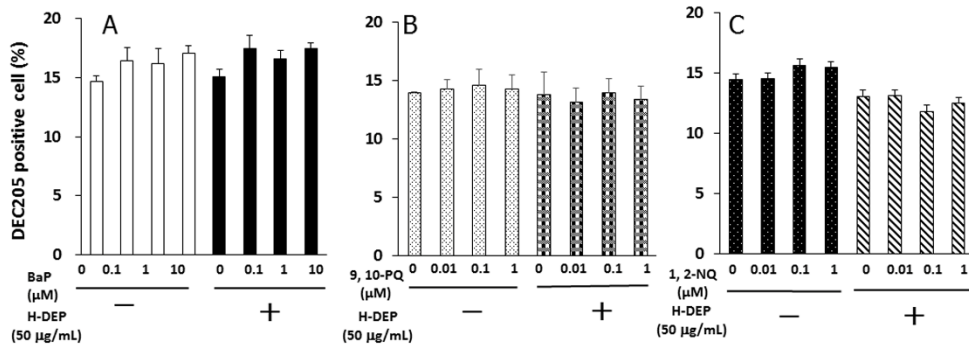 A
B
C
DEC205 positive cell (%)
20
15
10
5
0
20
15
10
5
0
20
15
10
5
0
BaP
(μM)
0 0.1 1 10 0 0.1 1 10
9, 10-PQ
(μM)
0 0.01 0.1 1 0 0.01 0.1 1
1, 2-NQ
(μM)
0 0.01 0.1 1 0 0.01 0.1 1
H-DEP
(50 μg/mL)
— +
H-DEP
(50 μg/mL)
— +
H-DEP
(50 μg/mL)
— +